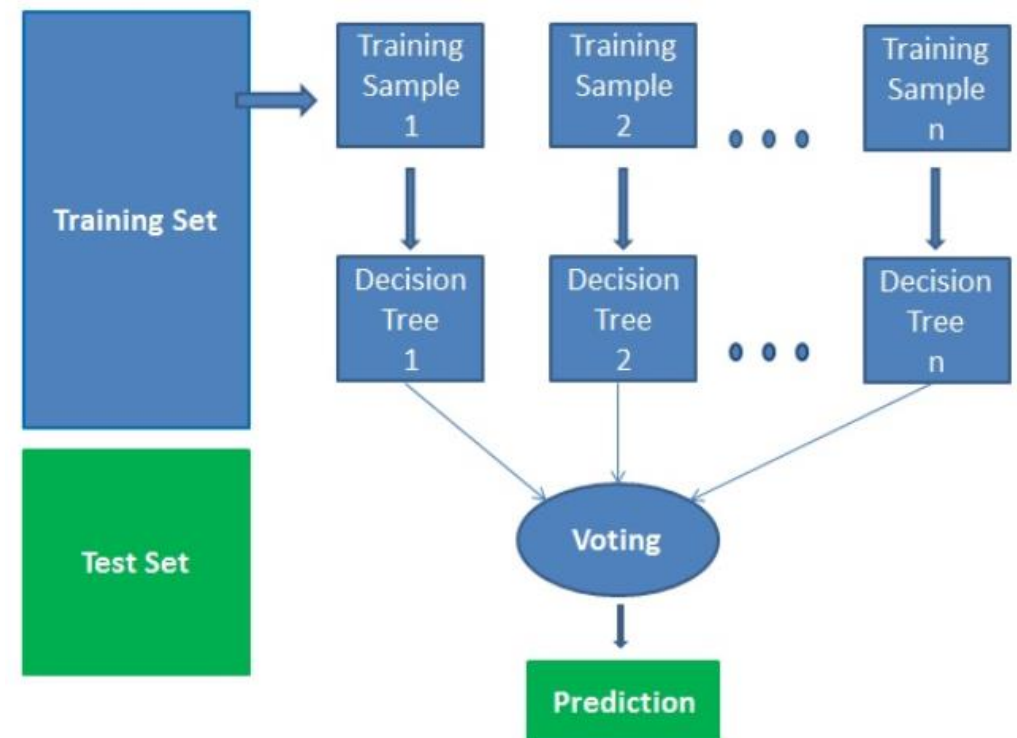 Training Set
Training
Sample
1
Training
Sample
2
Training
Sample
n
Decision
Tree
1
Decision
Tree
2
Decision
Tree
n
Test Set
Voting
Prediction